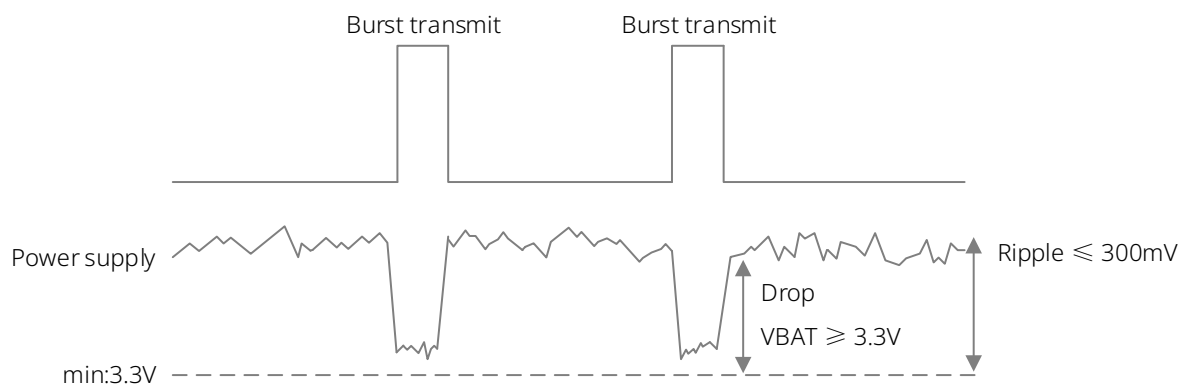 Burst transmit
Burst transmit
Power supply
Ripple ≤ 300mV
Drop
VBAT ≥ 3.3V
min:3.3V